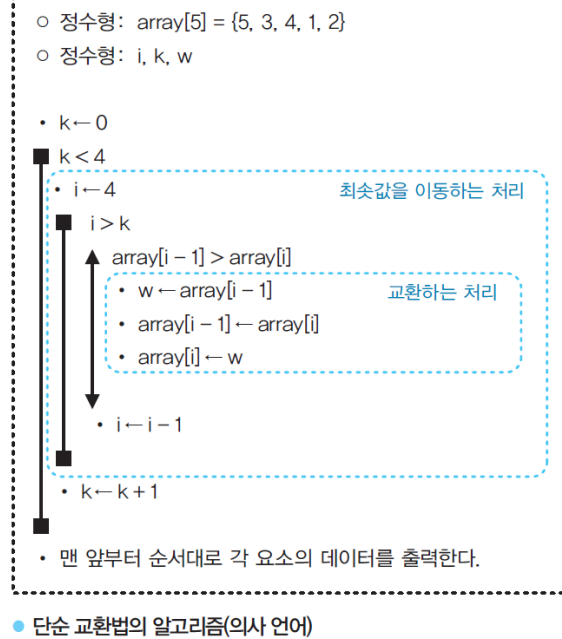 ○ 정수형: array[5] = {5, 3, 4, 1, 2}
○ 정수형: i, k, w
• k←0
■ k < 4
• i←4 최솟값을 이동하는 처리
■ i > k
array[i − 1] > array[i]
• w ← array[i − 1] 교환하는 처리
• array[i − 1] ← array[i]
• array[i] ← w
• i ← i − 1
• k ← k + 1
• 맨 앞부터 순서대로 각 요소의 데이터를 출력한다.
● 단순 교환법의 알고리즘(의사 언어)